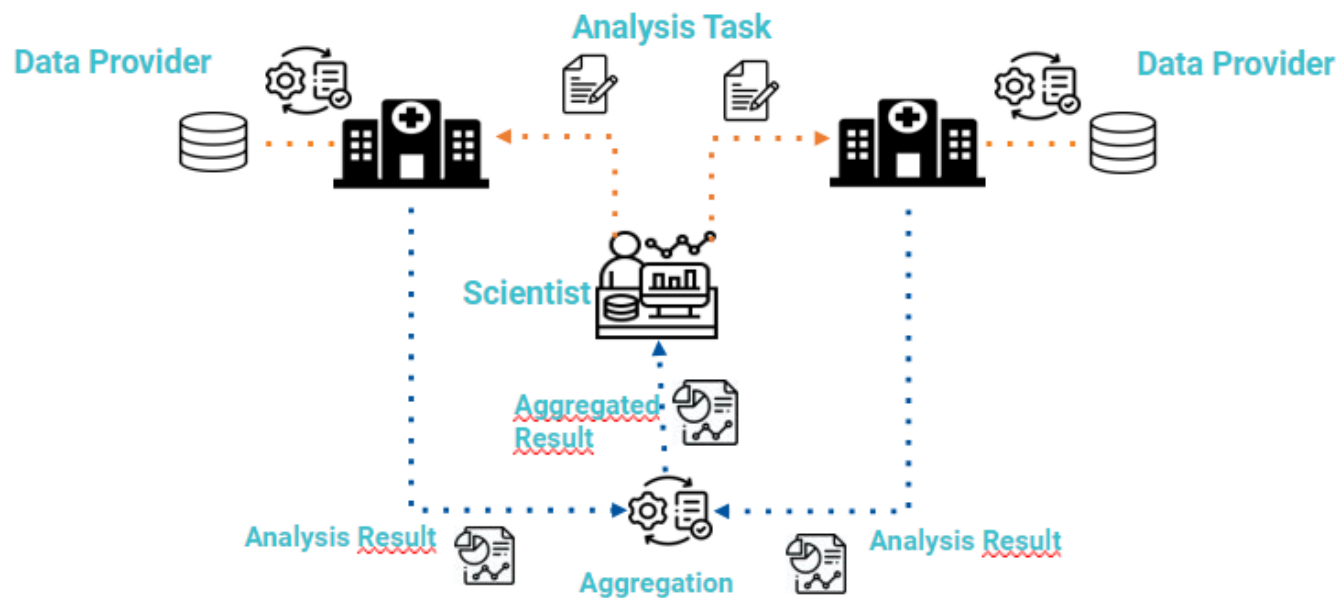 Analysis Task
Data Provider
Data Provider
Scientist
Aggregated
Result
Analysis Result
Analysis Result
Aggregation